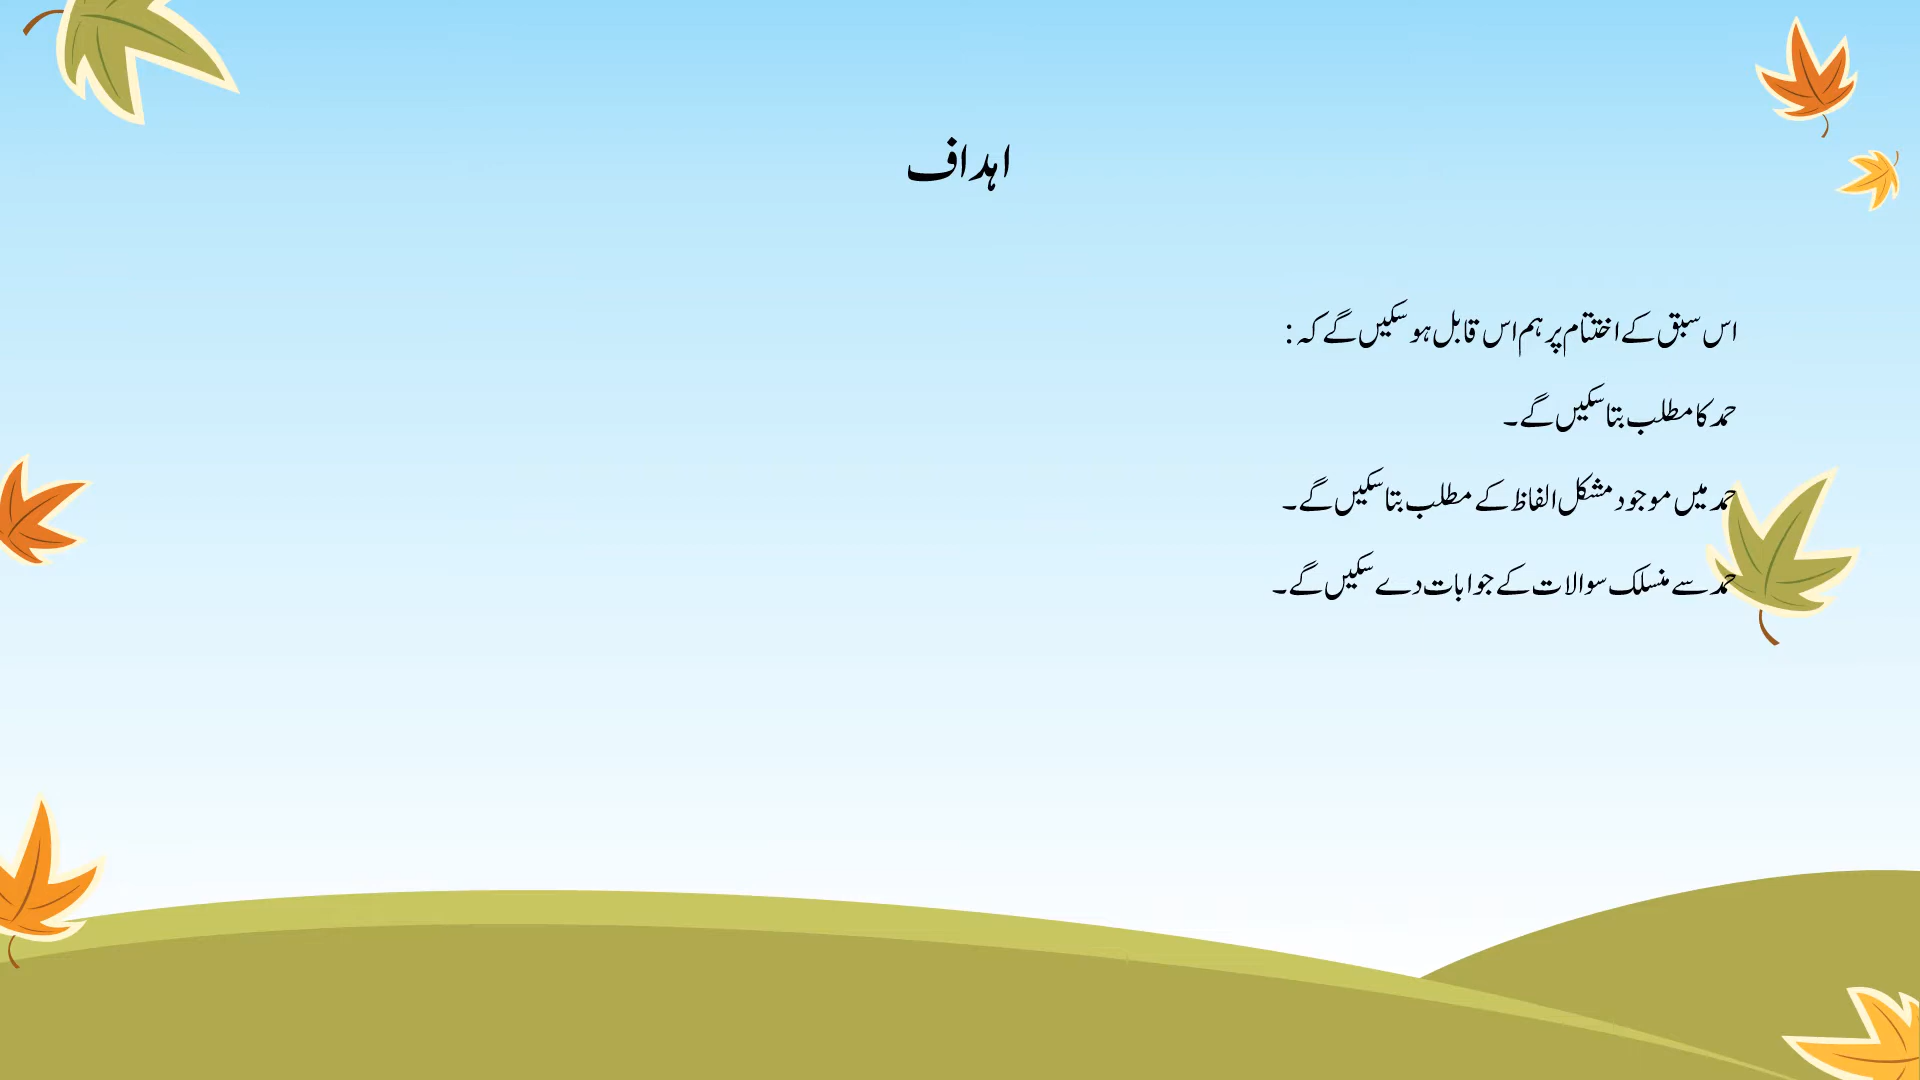 اہداف
اس سبق کے اختتام پر ہم اس قابل ہو سکیں گے کہ :
حمد کا مطلب بتا سکیں گے۔
حمد میں موجود مشکل الفاظ کے مطلب بتا سکیں گے۔
حمد سے منسلک سوالات کے جوابات دے سکیں گے۔